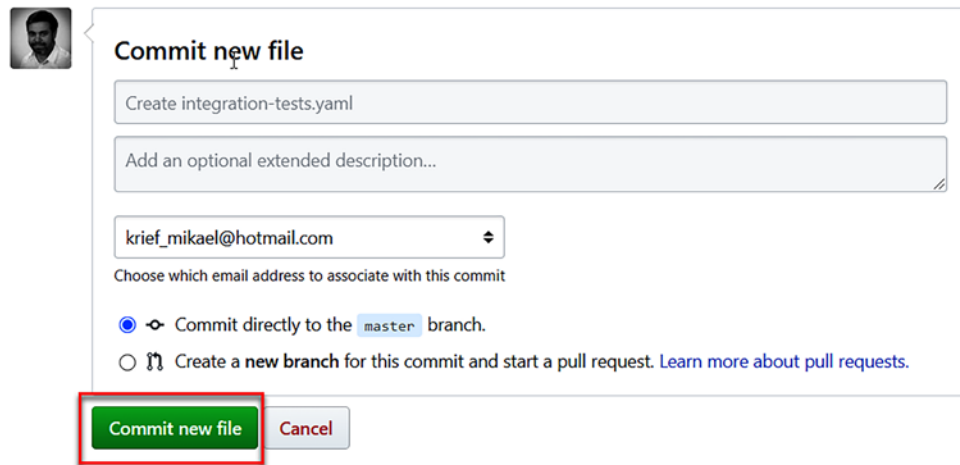 Commit new file
Create integration-tests.yaml
Add an optional extended description...
krief_mikael@hotmail.com
Choose which email address to associate with this commit
Commit directly to the master branch.
Create a new branch for this commit and start a pull request. Learn more about pull requests.
Commit new file Cancel